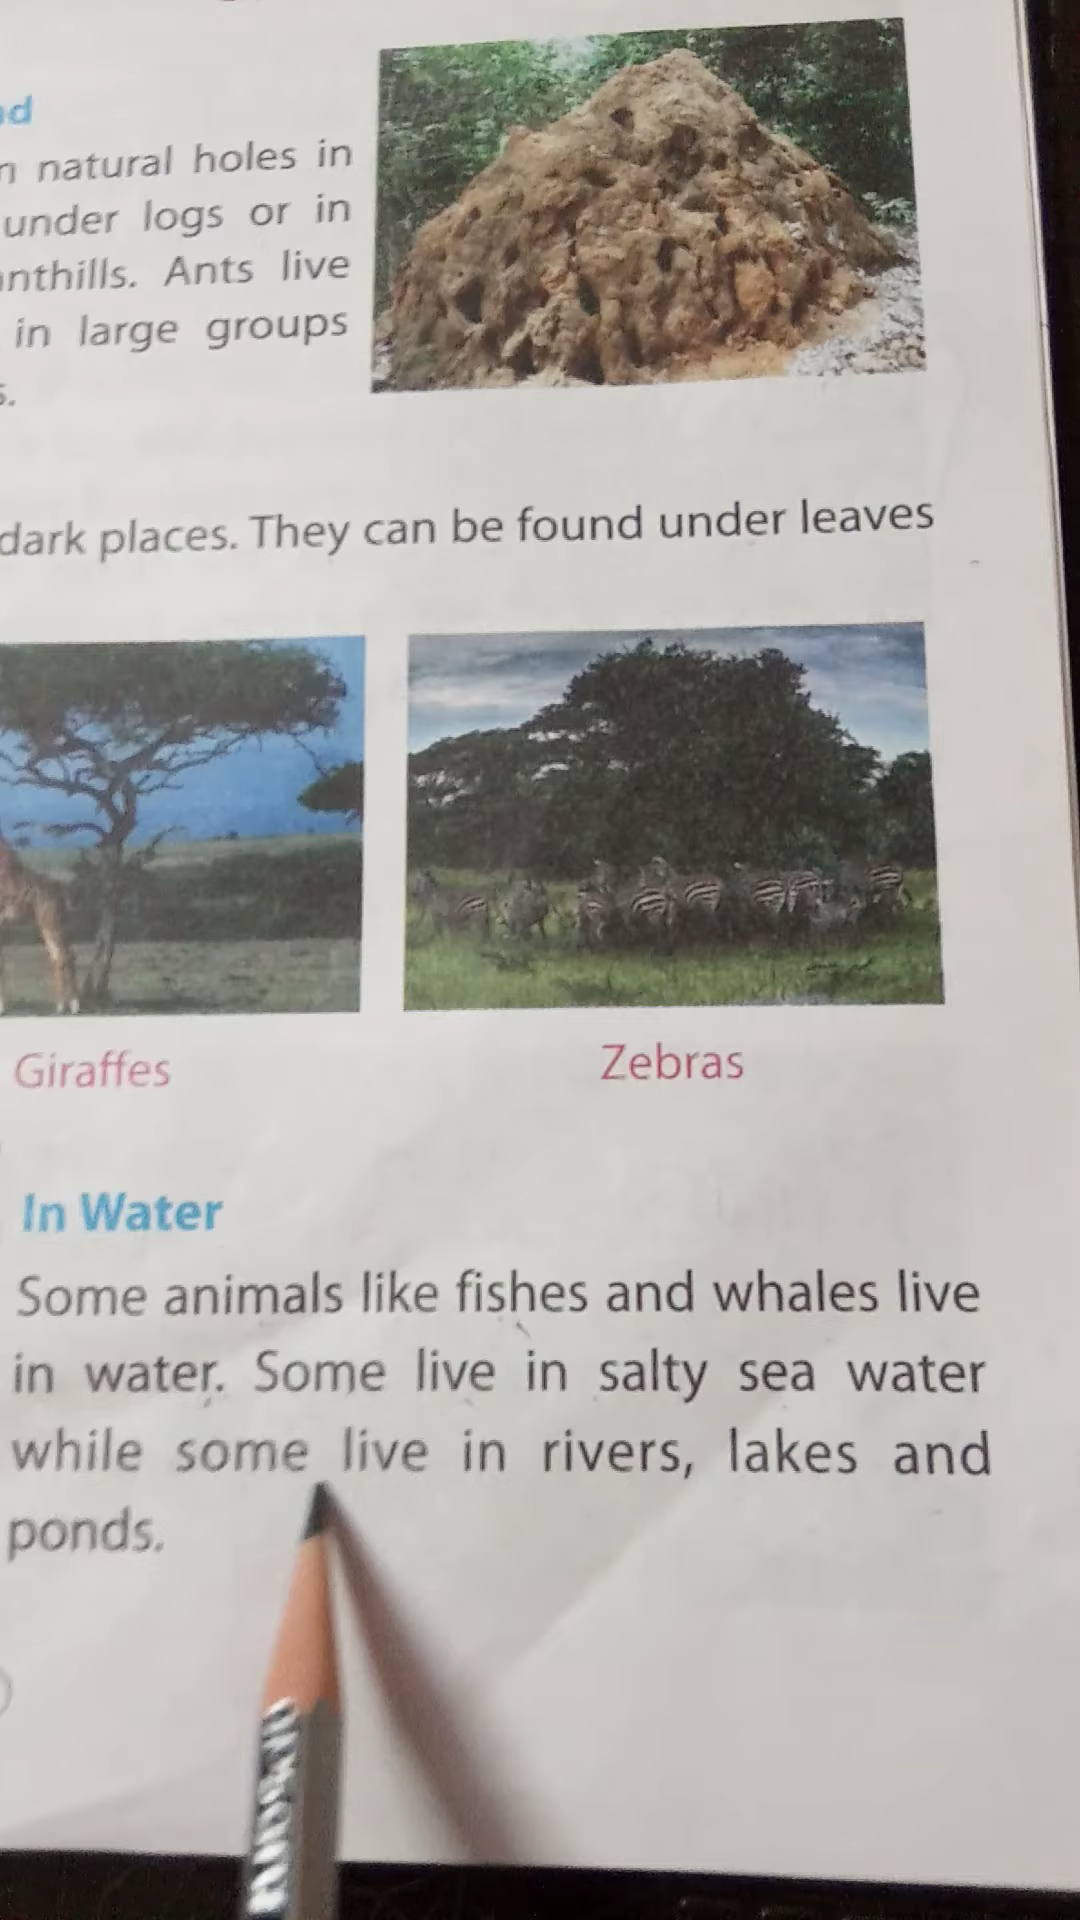 natural holes in
under logs or in
anthills. Ants live
in large groups
dark places. They can be found under leaves
Giraffes
Zebras
In Water
Some animals like fishes and whales live
in water. Some live in salty sea water
while some live in rivers, lakes and
ponds.